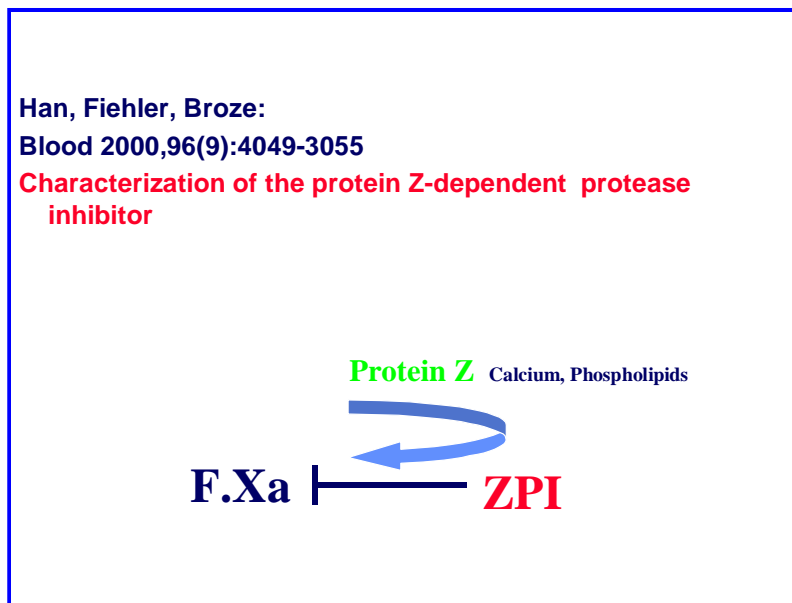 Han, Fiehler, Broze:
Blood 2000,96(9):4049-3055
Characterization of the protein Z-dependent protease
inhibitor
Protein Z Calcium, Phospholipids
F.Xa ZPI